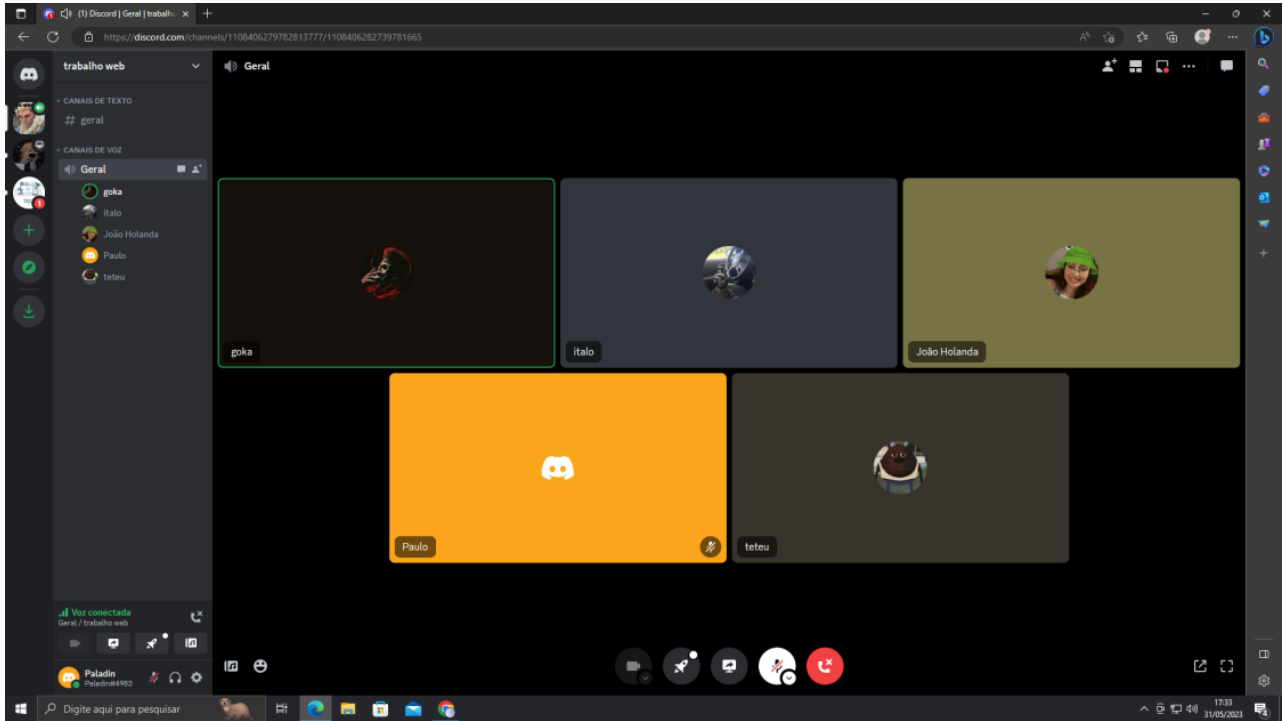 (1) Discord | Geral | trabalho
https://discord.com/channels/1108406279782813777/1108406282739781665
trabalho web
Geral
CANAIS DE TEXTO
# geral
CANAIS DE VOZ
Geral
goka
italo
João Holanda
Paulo
teteu
1
goka
italo
João Holanda
Paulo
teteu
Voz conectada
Geral / trabalho web
Paladin
Paladin#4983
Digite aqui para pesquisar
17:33
31/05/2023
4